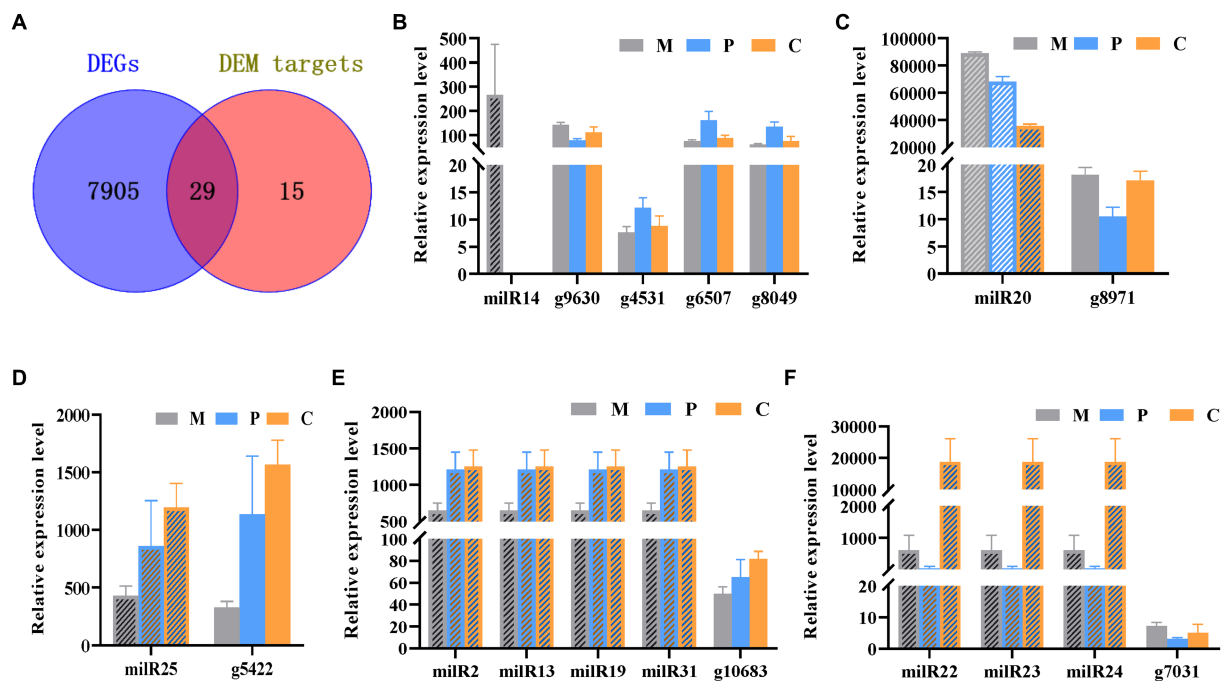 A
DEGs
DEM targets
7905
29
15
B
M P C
Relative expression level
500
400
300
200
100
20
15
10
5
0
milR14 g9630 g4531 g6507 g8049
C
M P C
Relative expression level
100000
80000
60000
40000
20000
20
15
10
5
0
milR20 g8971
D
M P C
Relative expression level
2000
1500
1000
500
0
milR25 g5422
E
M P C
Relative expression level
2000
1500
1000
500
100
80
60
40
20
0
milR2 milR13 milR19 milR31 g10683
F
M P C
Relative expression level
30000
20000
10000
2000
1000
20
10
0
milR22 milR23 milR24 g7031